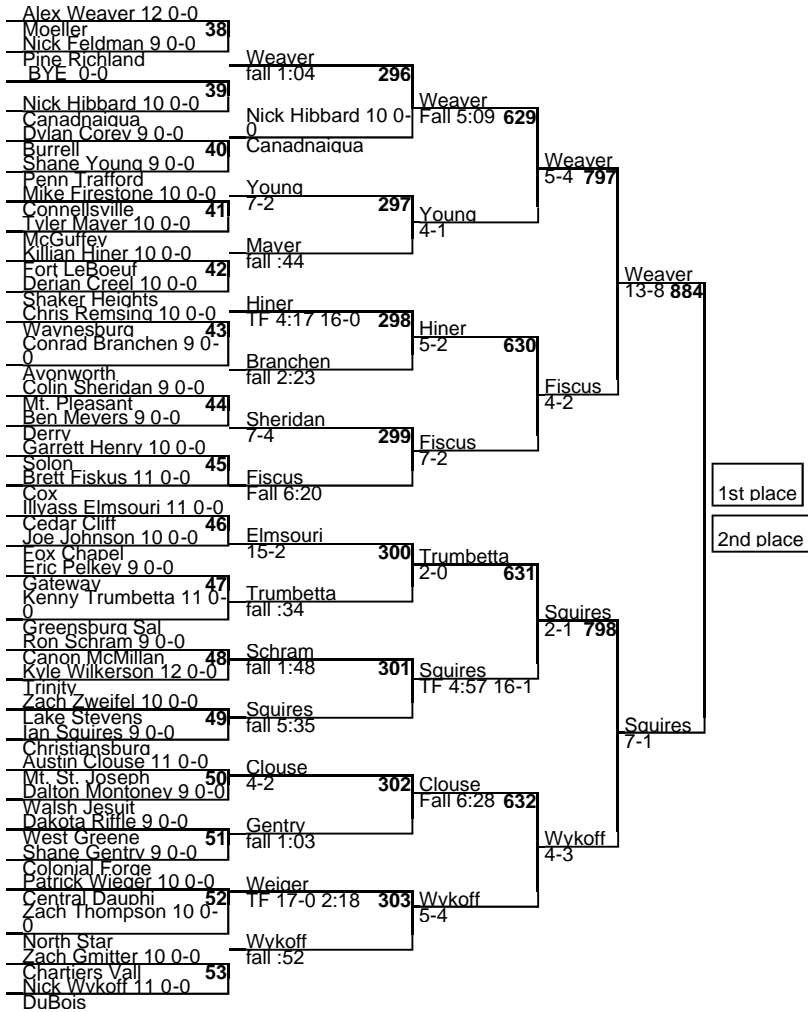 Alex Weaver 12 0-0
Moeller 38
Nick Feldman 9 0-0
Pine Richland
BYE 0-0
39
Nick Hibbard 10 0-0
Canadnaigua
Dylan Corey 9 0-0
Burrell 40
Shane Young 9 0-0
Penn Trafford
Mike Firestone 10 0-0
Connellsville 41
Tyler Mayer 10 0-0
McGuffey
Killian Hiner 10 0-0
Fort LeBoeuf 42
Derian Creel 10 0-0
Shaker Heights
Chris Remsing 10 0-0
Waynesburg 43
Conrad Branchen 9 0-
0
Avonworth
Colin Sheridan 9 0-0
Mt. Pleasant 44
Ben Meyers 9 0-0
Derry
Garrett Henry 10 0-0
Solon 45
Brett Fiskus 11 0-0
Cox
Illyass Elmsouri 11 0-0
Cedar Cliff 46
Joe Johnson 10 0-0
Fox Chapel
Eric Pelkey 9 0-0
Gateway 47
Kenny Trumbetta 11 0-
0
Greensburg Sal
Ron Schram 9 0-0
Canon McMillan 48
Kyle Wilkerson 12 0-0
Trinity
Zach Zweifel 10 0-0
Lake Stevens 49
Ian Squires 9 0-0
Christiansburg
Austin Clouse 11 0-0
Mt. St. Joseph 50
Dalton Montoney 9 0-0
Walsh Jesuit
Dakota Riffle 9 0-0
West Greene 51
Shane Gentry 9 0-0
Colonial Forge
Patrick Wieger 10 0-0
Central Dauphi 52
Zach Thompson 10 0-
0
North Star
Zach Gmitter 10 0-0
Chartiers Vall 53
Nick Wykoff 11 0-0
DuBois
Weaver
fall 1:04 296
Nick Hibbard 10 0-
0
Canadnaigua
Young
7-2 297
Mayer
fall :44
Hiner
TF 4:17 16-0 298
Branchen
fall 2:23
Sheridan
7-4 299
Fiscus
Fall 6:20
Elmsouri
15-2 300
Trumbetta
fall :34
Schram
fall 1:48 301
Squires
fall 5:35
Clouse
4-2 302
Gentry
fall 1:03
Weiger
TF 17-0 2:18 303
Wykoff
fall :52
Weaver
Fall 5:09 629
Young
4-1
Hiner
5-2 630
Fiscus
7-2
Trumbetta
2-0 631
Squires
TF 4:57 16-1
Clouse
Fall 6:28 632
Wykoff
5-4
Weaver
5-4 797
Fiscus
4-2
Squires
2-1 798
Wykoff
4-3
Weaver
13-8 884
Squires
7-1
1st place
2nd place